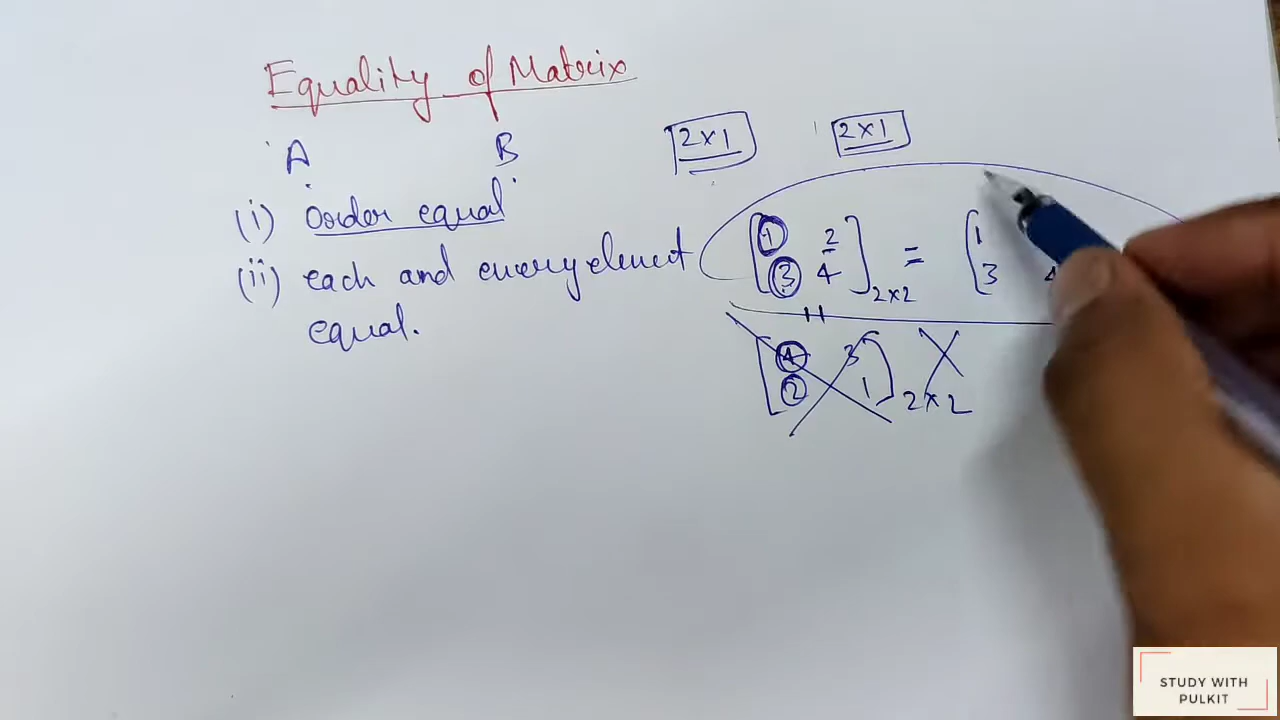 Equality of Matrix
A B
2x1 2x1
(i) Order equal
(ii) each and every element
equal.
[1 2
3 4] 2x2 = [1
3 4
[4 3
2 1] 2x2
STUDY WITH
PULKIT